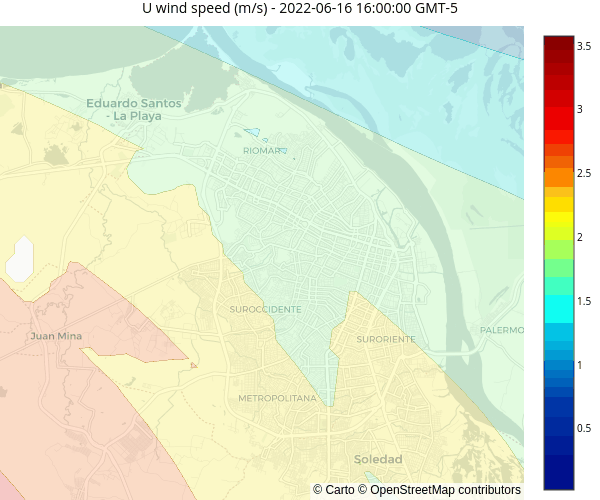 U wind speed (m/s) - 2022-06-16 16:00:00 GMT-5
3.5
3
2.5
2
1.5
1
0.5
Eduardo Santos
- La Playa
RIOMAR
SUROCCIDENTE
PALERMO
Juan Mina
SURORIENTE
METROPOLITANA
Soledad
© Carto © OpenStreetMap contributors